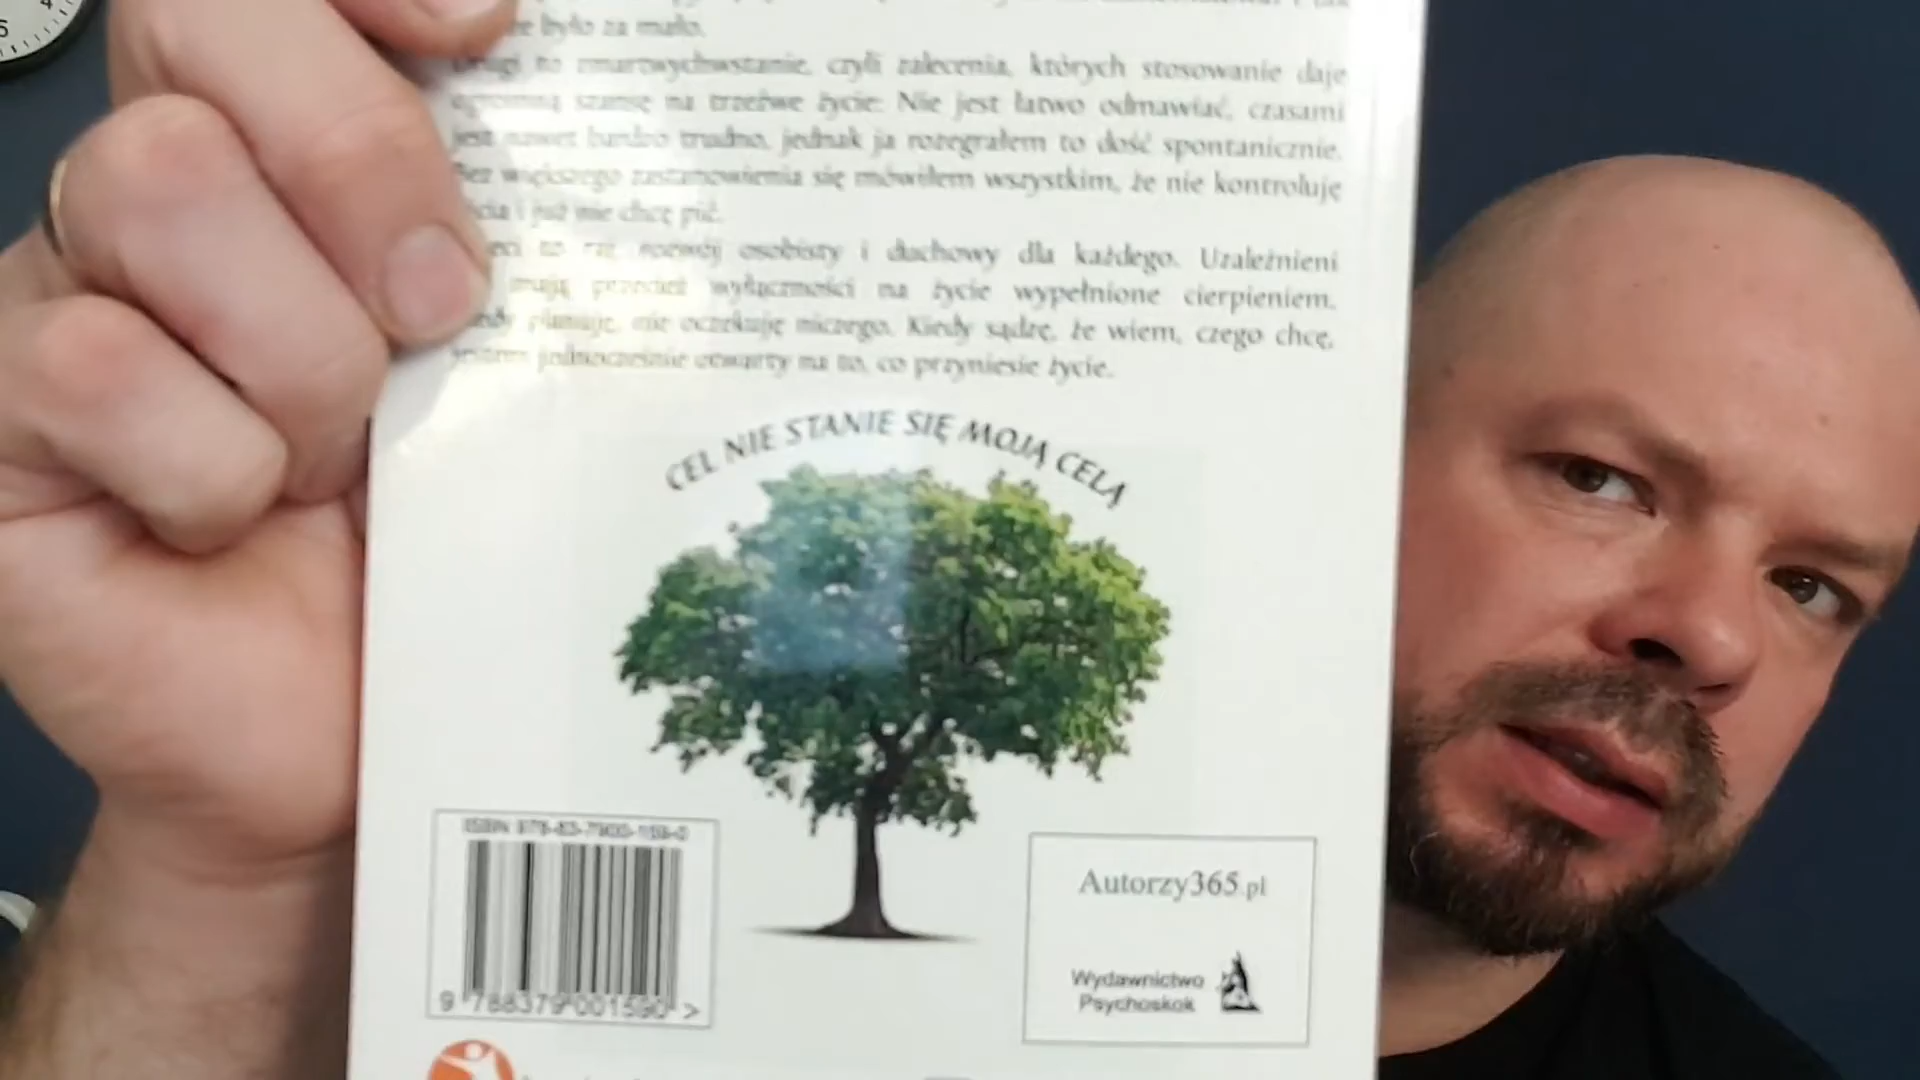 było za mało.
to zmartwychwstanie, czyli zalecenia, których stosowanie daje
ogromną szansę na trzeźwe życie. Nie jest łatwo odmawiać, czasami
jest nawet bardzo trudno, jednak ja rozegrałem to dość spontanicznie.
Bez większego zastanowienia się mówiłem wszystkim, że nie kontroluję
i już nie chcę pić.
to rozwój osobisty i duchowy dla każdego. Uzależnieni
mają przecież wyłączności na życie wypełnione cierpieniem.
planuję, nie oczekuję niczego. Kiedy sądzę, że wiem, czego chcę,
jestem jednocześnie otwarty na to, co przyniesie życie.
CEL NIE STANIE SIĘ MOJĄ CELĄ
ISBN 978-83-7900-159-0
9 788379 001590 >
Autorzy365.pl
Wydawnictwo
Psychoskok